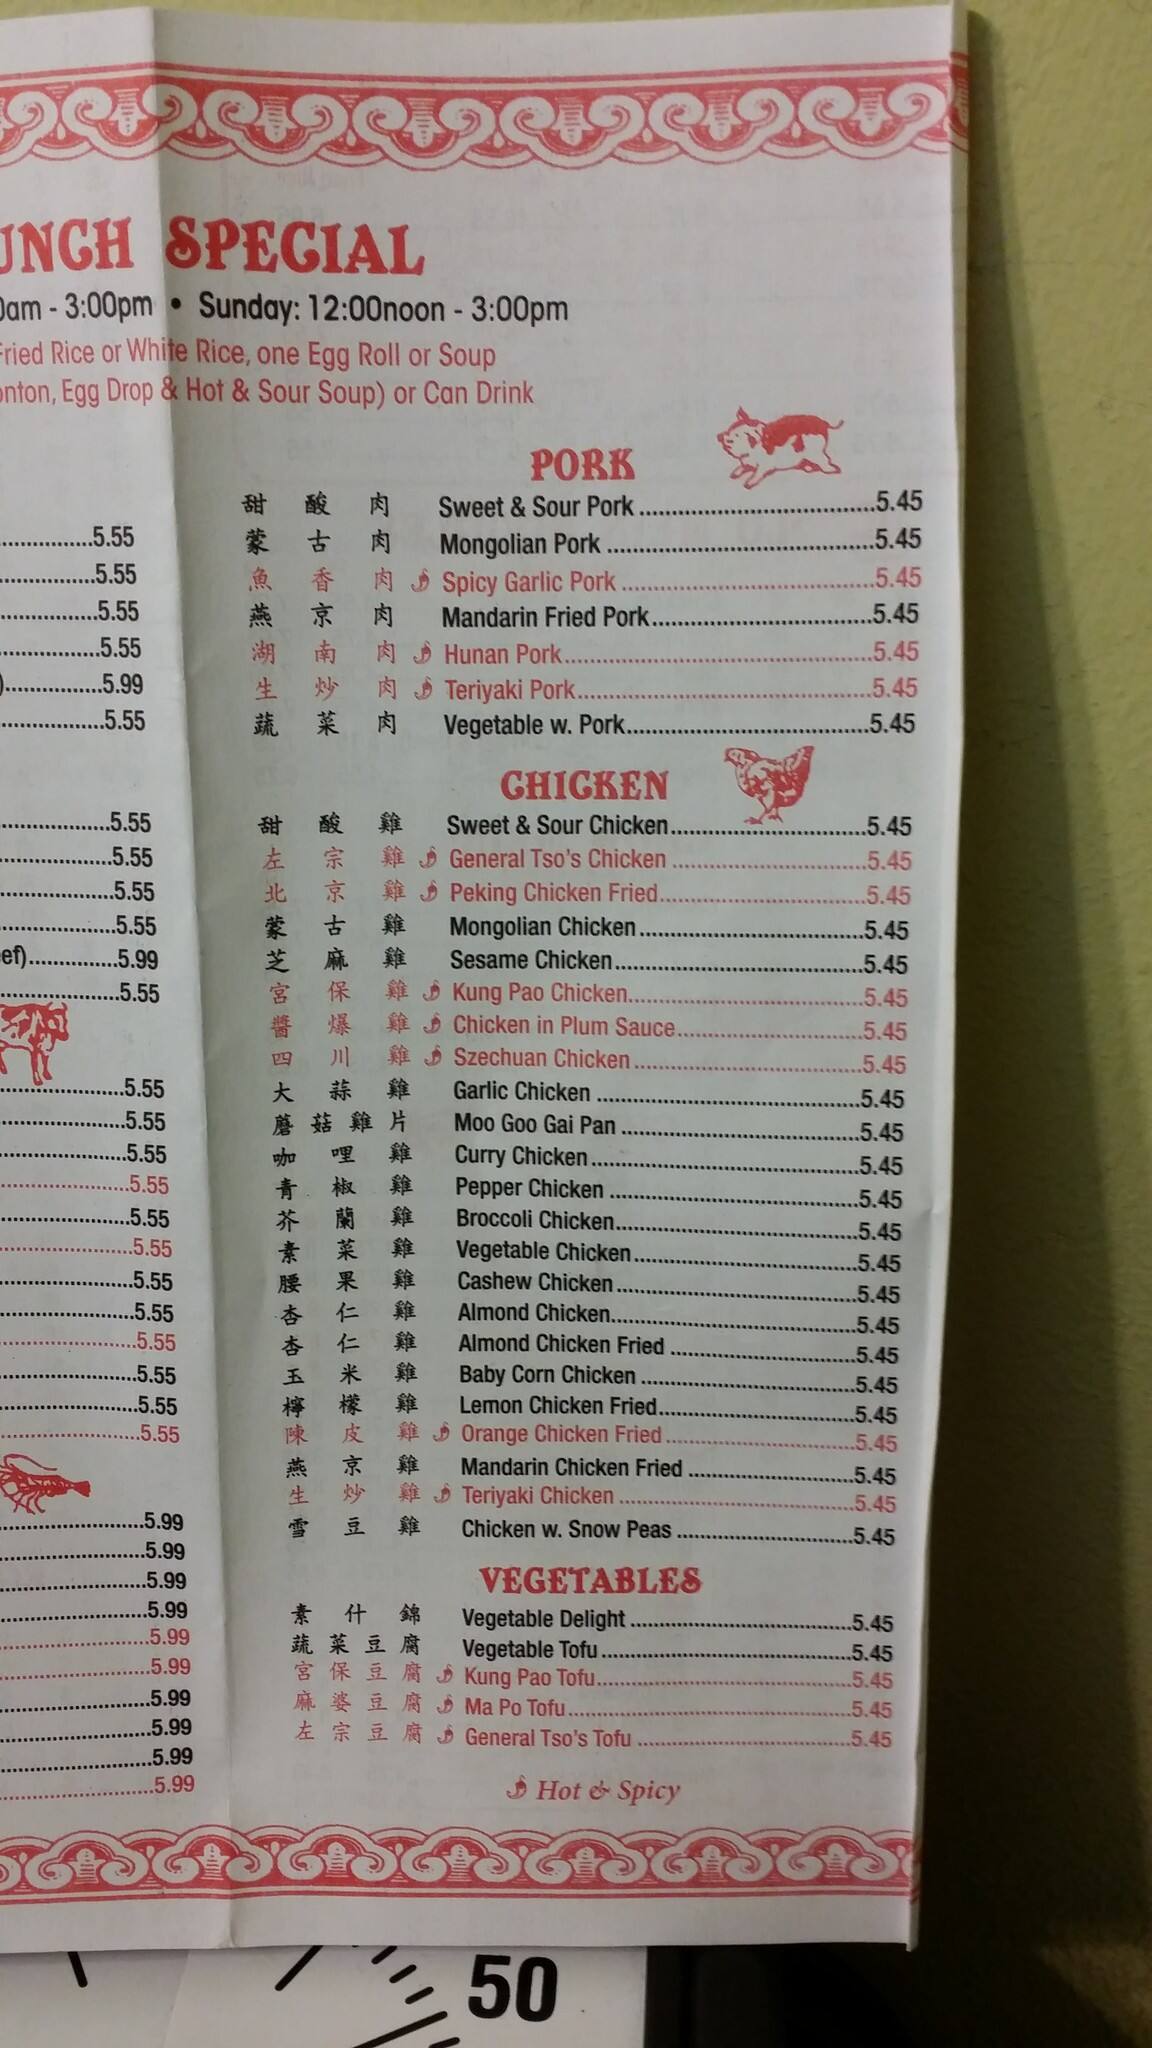 UNCH SPECIAL
0am - 3:00pm • Sunday: 12:00noon - 3:00pm
Fried Rice or White Rice, one Egg Roll or Soup
onton, Egg Drop & Hot & Sour Soup) or Can Drink
5.55
5.55
5.55
5.55
)..............5.99
5.55
5.55
5.55
5.55
5.55
ef)..............5.99
5.55
5.55
5.55
5.55
5.55
5.55
5.55
5.55
5.55
5.55
5.55
5.55
5.55
5.99
5.99
5.99
5.99
5.99
5.99
5.99
5.99
5.99
5.99
PORK
甜酸肉 Sweet & Sour Pork 5.45
蒙古肉 Mongolian Pork 5.45
魚香肉 Spicy Garlic Pork 5.45
燕京肉 Mandarin Fried Pork 5.45
湖南肉 Hunan Pork 5.45
生炒肉 Teriyaki Pork 5.45
蔬菜肉 Vegetable w. Pork 5.45
CHICKEN
甜酸雞 Sweet & Sour Chicken 5.45
左宗雞 General Tso's Chicken 5.45
北京雞 Peking Chicken Fried 5.45
蒙古雞 Mongolian Chicken 5.45
芝麻雞 Sesame Chicken 5.45
宮保雞 Kung Pao Chicken 5.45
醬爆雞 Chicken in Plum Sauce 5.45
四川雞 Szechuan Chicken 5.45
大蒜雞 Garlic Chicken 5.45
蘑菇雞片 Moo Goo Gai Pan 5.45
咖哩雞 Curry Chicken 5.45
青椒雞 Pepper Chicken 5.45
芥蘭雞 Broccoli Chicken 5.45
素菜雞 Vegetable Chicken 5.45
腰果雞 Cashew Chicken 5.45
杏仁雞 Almond Chicken 5.45
杏仁雞 Almond Chicken Fried 5.45
玉米雞 Baby Corn Chicken 5.45
檸檬雞 Lemon Chicken Fried 5.45
陳皮雞 Orange Chicken Fried 5.45
燕京雞 Mandarin Chicken Fried 5.45
生炒雞 Teriyaki Chicken 5.45
雪豆雞 Chicken w. Snow Peas 5.45
VEGETABLES
素什錦 Vegetable Delight 5.45
蔬菜豆腐 Vegetable Tofu 5.45
宮保豆腐 Kung Pao Tofu 5.45
麻婆豆腐 Ma Po Tofu 5.45
左宗豆腐 General Tso's Tofu 5.45
Hot & Spicy
50